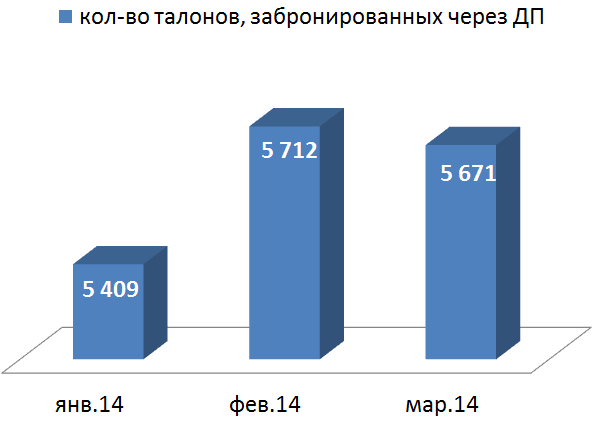 кол-во талонов, забронированных через ДП
5 409
5 712
5 671
янв.14
фев.14
мар.14